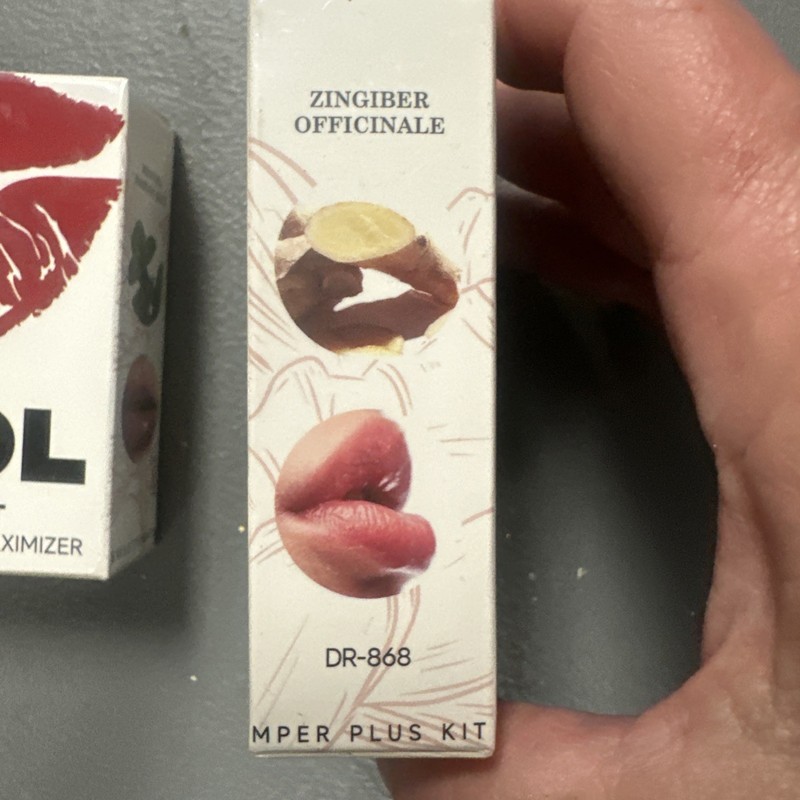 ZINGIBER
OFFICINALE
DR-868
MPER PLUS KIT
OL
T
XIMIZER